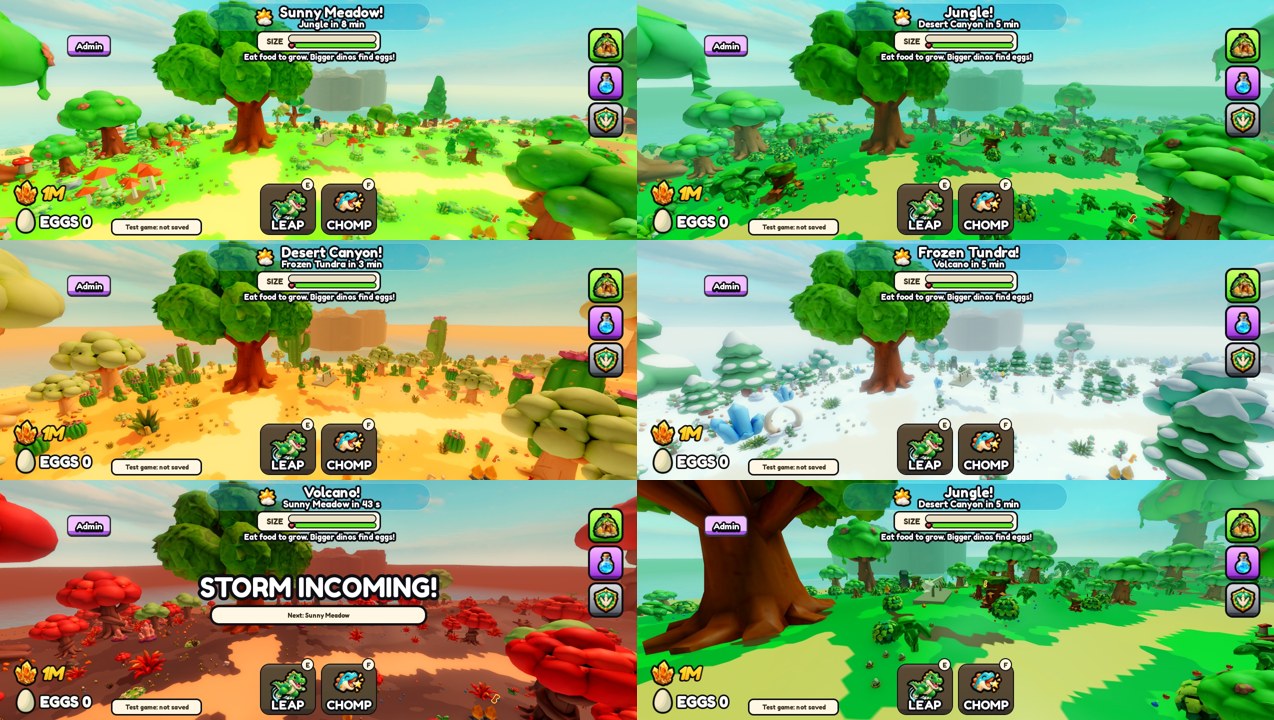 Sunny Meadow!
Jungle in 8 min
Admin
SIZE
Eat food to grow. Bigger dinos find eggs!
1M
EGGS 0
Test game: not saved
E
LEAP
F
CHOMP
Jungle!
Desert Canyon in 5 min
Admin
SIZE
Eat food to grow. Bigger dinos find eggs!
1M
EGGS 0
Test game: not saved
E
LEAP
F
CHOMP
Desert Canyon!
Frozen Tundra in 3 min
Admin
SIZE
Eat food to grow. Bigger dinos find eggs!
1M
EGGS 0
Test game: not saved
E
LEAP
F
CHOMP
Frozen Tundra!
Volcano in 5 min
Admin
SIZE
Eat food to grow. Bigger dinos find eggs!
1M
EGGS 0
Test game: not saved
E
LEAP
F
CHOMP
Volcano!
Sunny Meadow in 43 s
Admin
SIZE
Eat food to grow. Bigger dinos find eggs!
STORM INCOMING!
Next: Sunny Meadow
1M
EGGS 0
Test game: not saved
E
LEAP
F
CHOMP
Jungle!
Desert Canyon in 5 min
Admin
SIZE
Eat food to grow. Bigger dinos find eggs!
1M
EGGS 0
Test game: not saved
E
LEAP
F
CHOMP